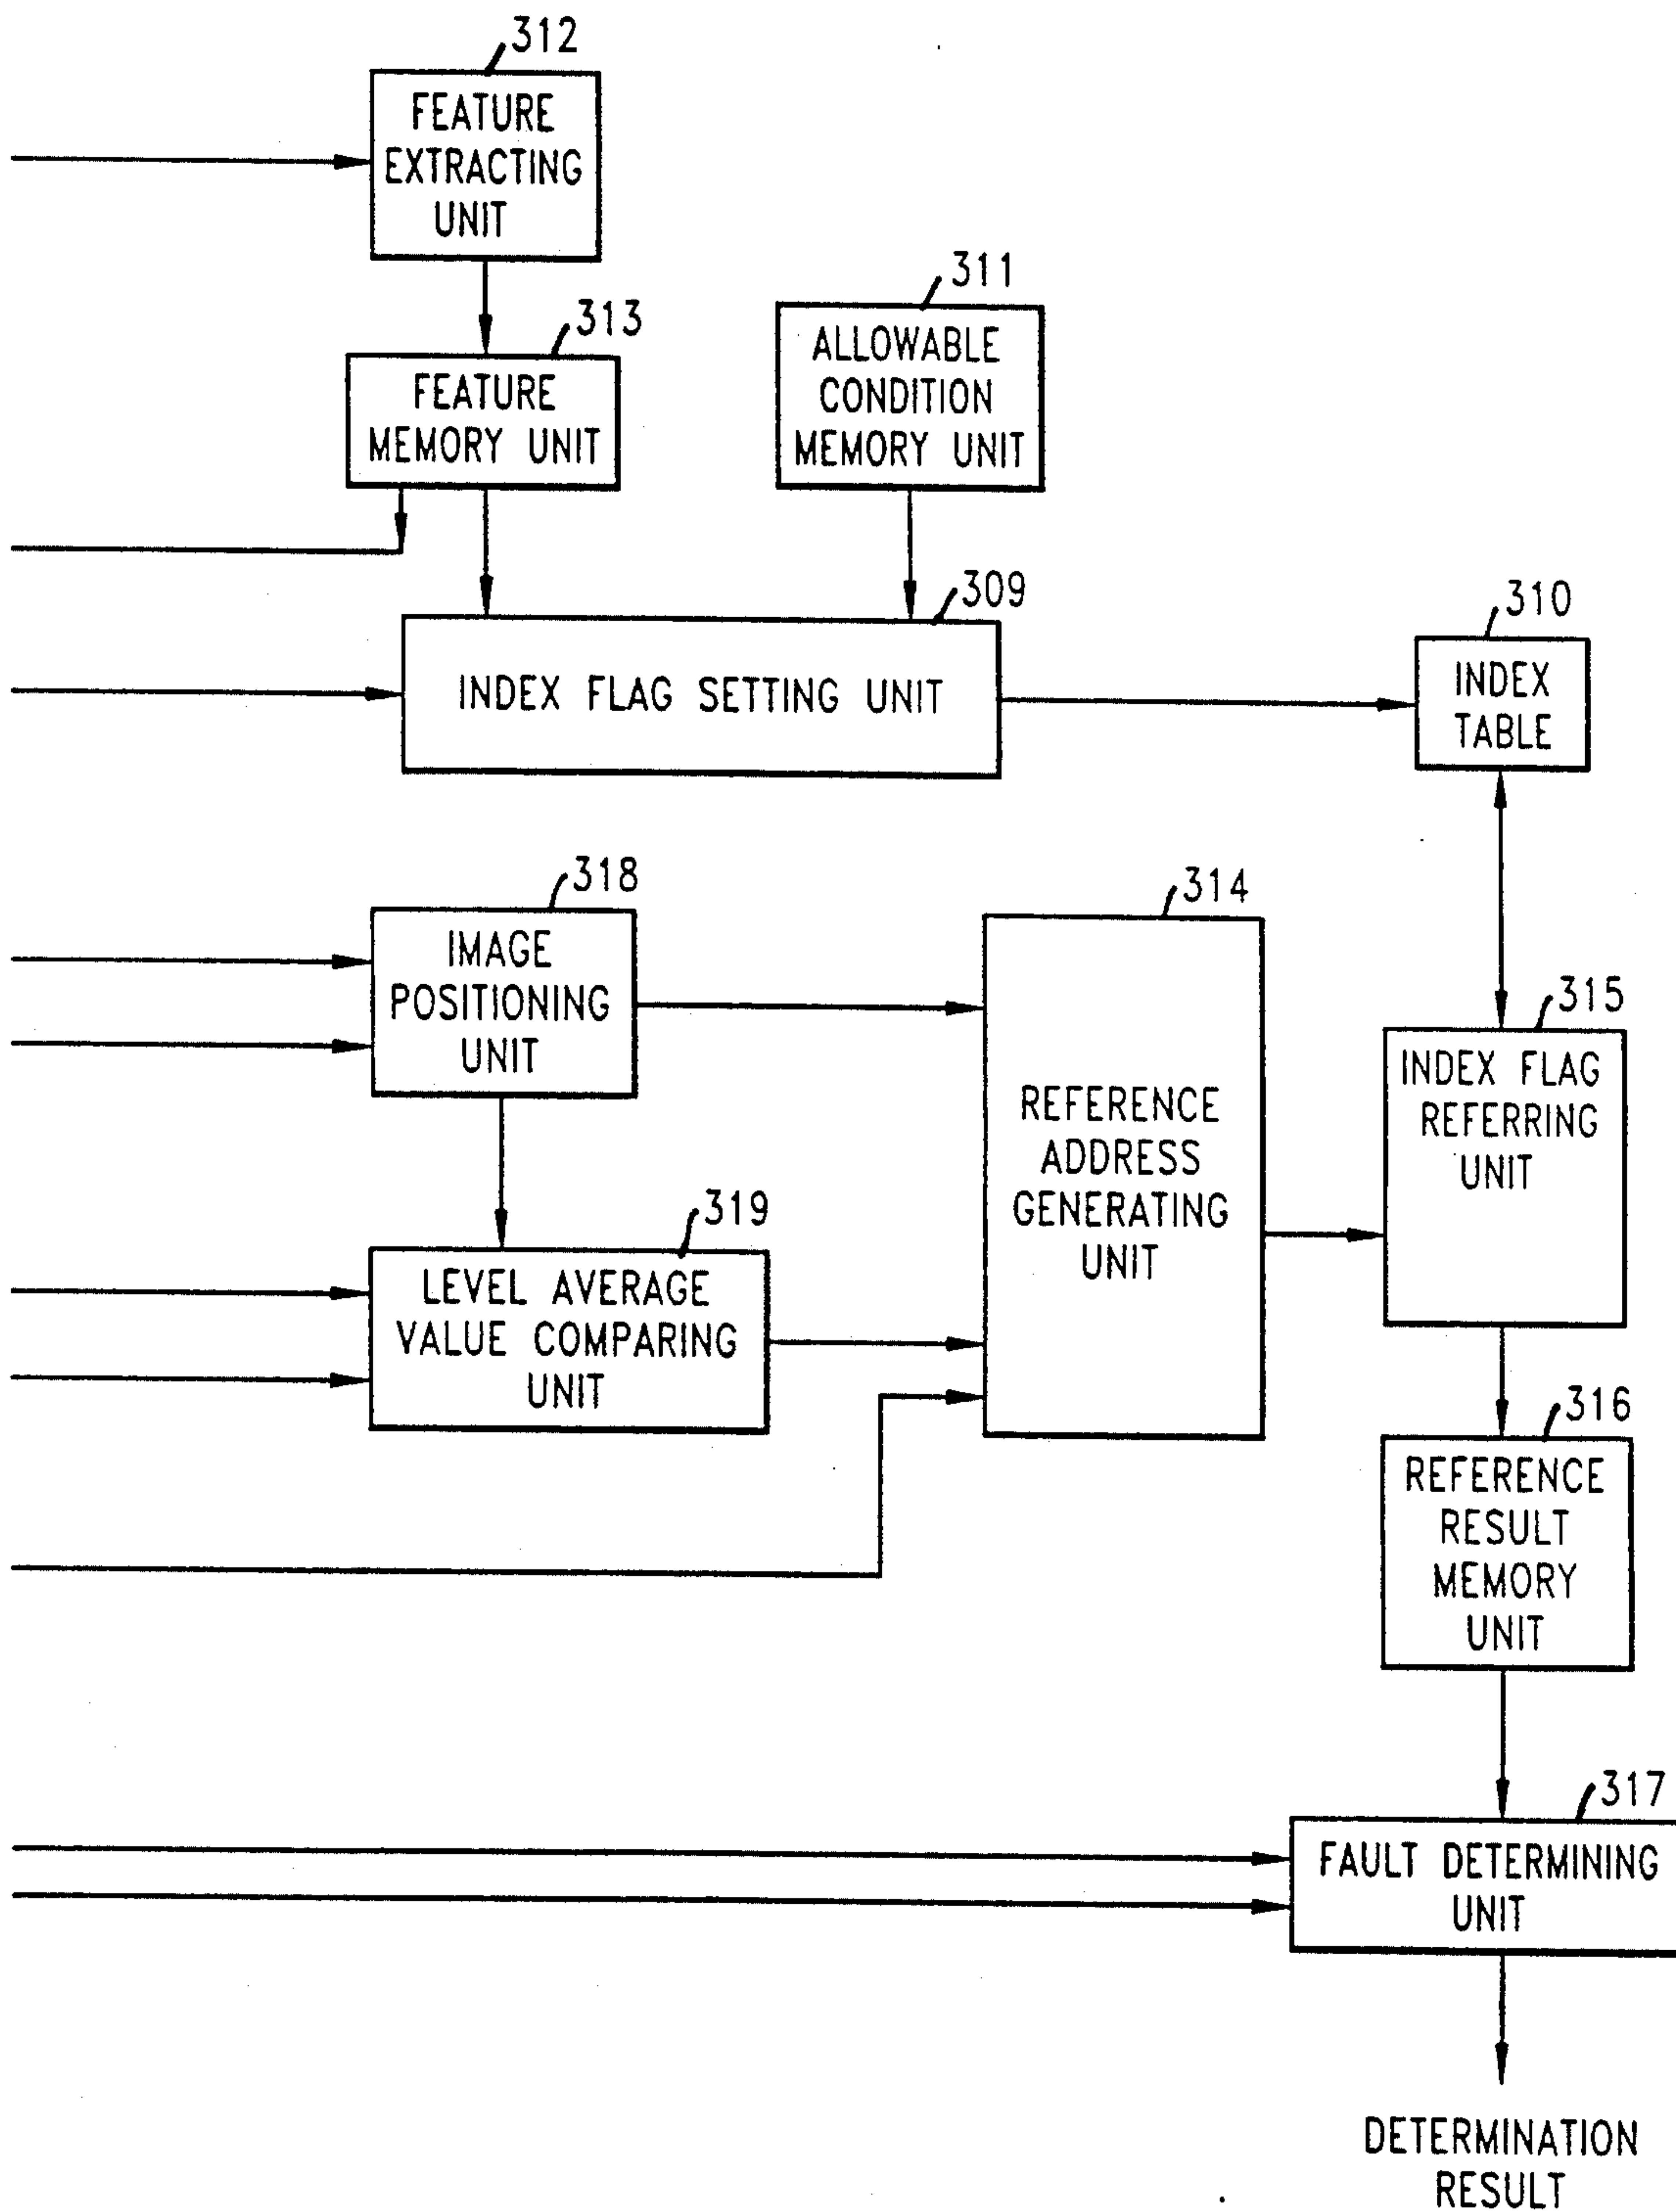 312
FEATURE
EXTRACTING
UNIT
311
ALLOWABLE
CONDITION
MEMORY UNIT
313
FEATURE
MEMORY UNIT
309
INDEX FLAG SETTING UNIT
310
INDEX
TABLE
318
IMAGE
POSITIONING
UNIT
314
REFERENCE
ADDRESS
GENERATING
UNIT
315
INDEX FLAG
REFERRING
UNIT
319
LEVEL AVERAGE
VALUE COMPARING
UNIT
316
REFERENCE
RESULT
MEMORY
UNIT
317
FAULT DETERMINING
UNIT
DETERMINATION
RESULT